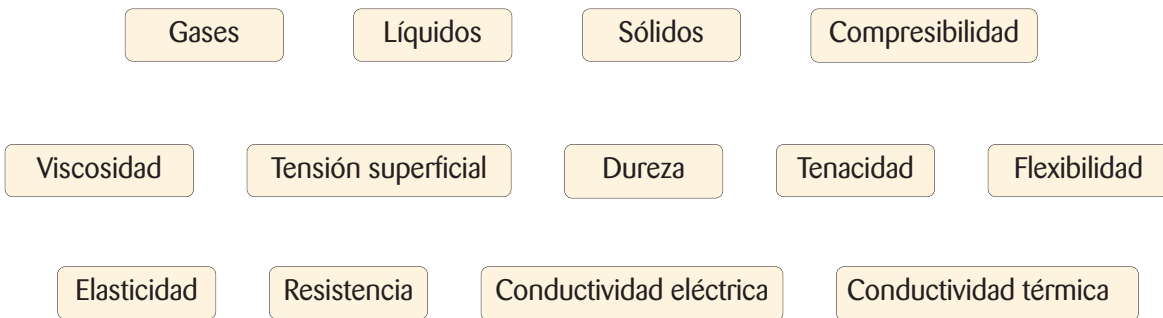 Gases Líquidos Sólidos Compresibilidad
Viscosidad Tensión superficial Dureza Tenacidad Flexibilidad
Elasticidad Resistencia Conductividad eléctrica Conductividad térmica